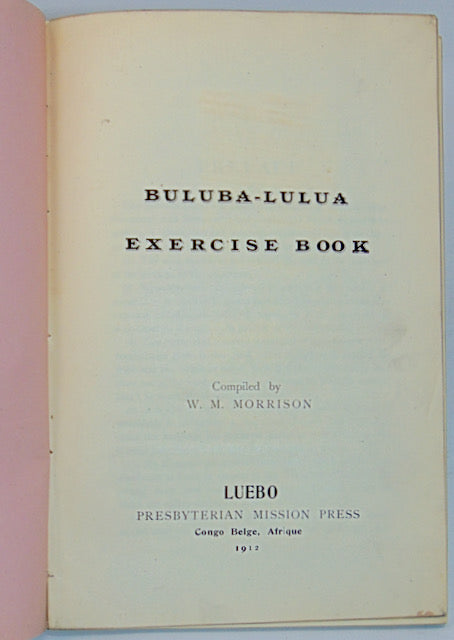 BULUBA-LULUA
EXERCISE BOOK
Compiled by
W. M. MORRISON
LUEBO
PRESBYTERIAN MISSION PRESS
Congo Belge, Afrique
1912